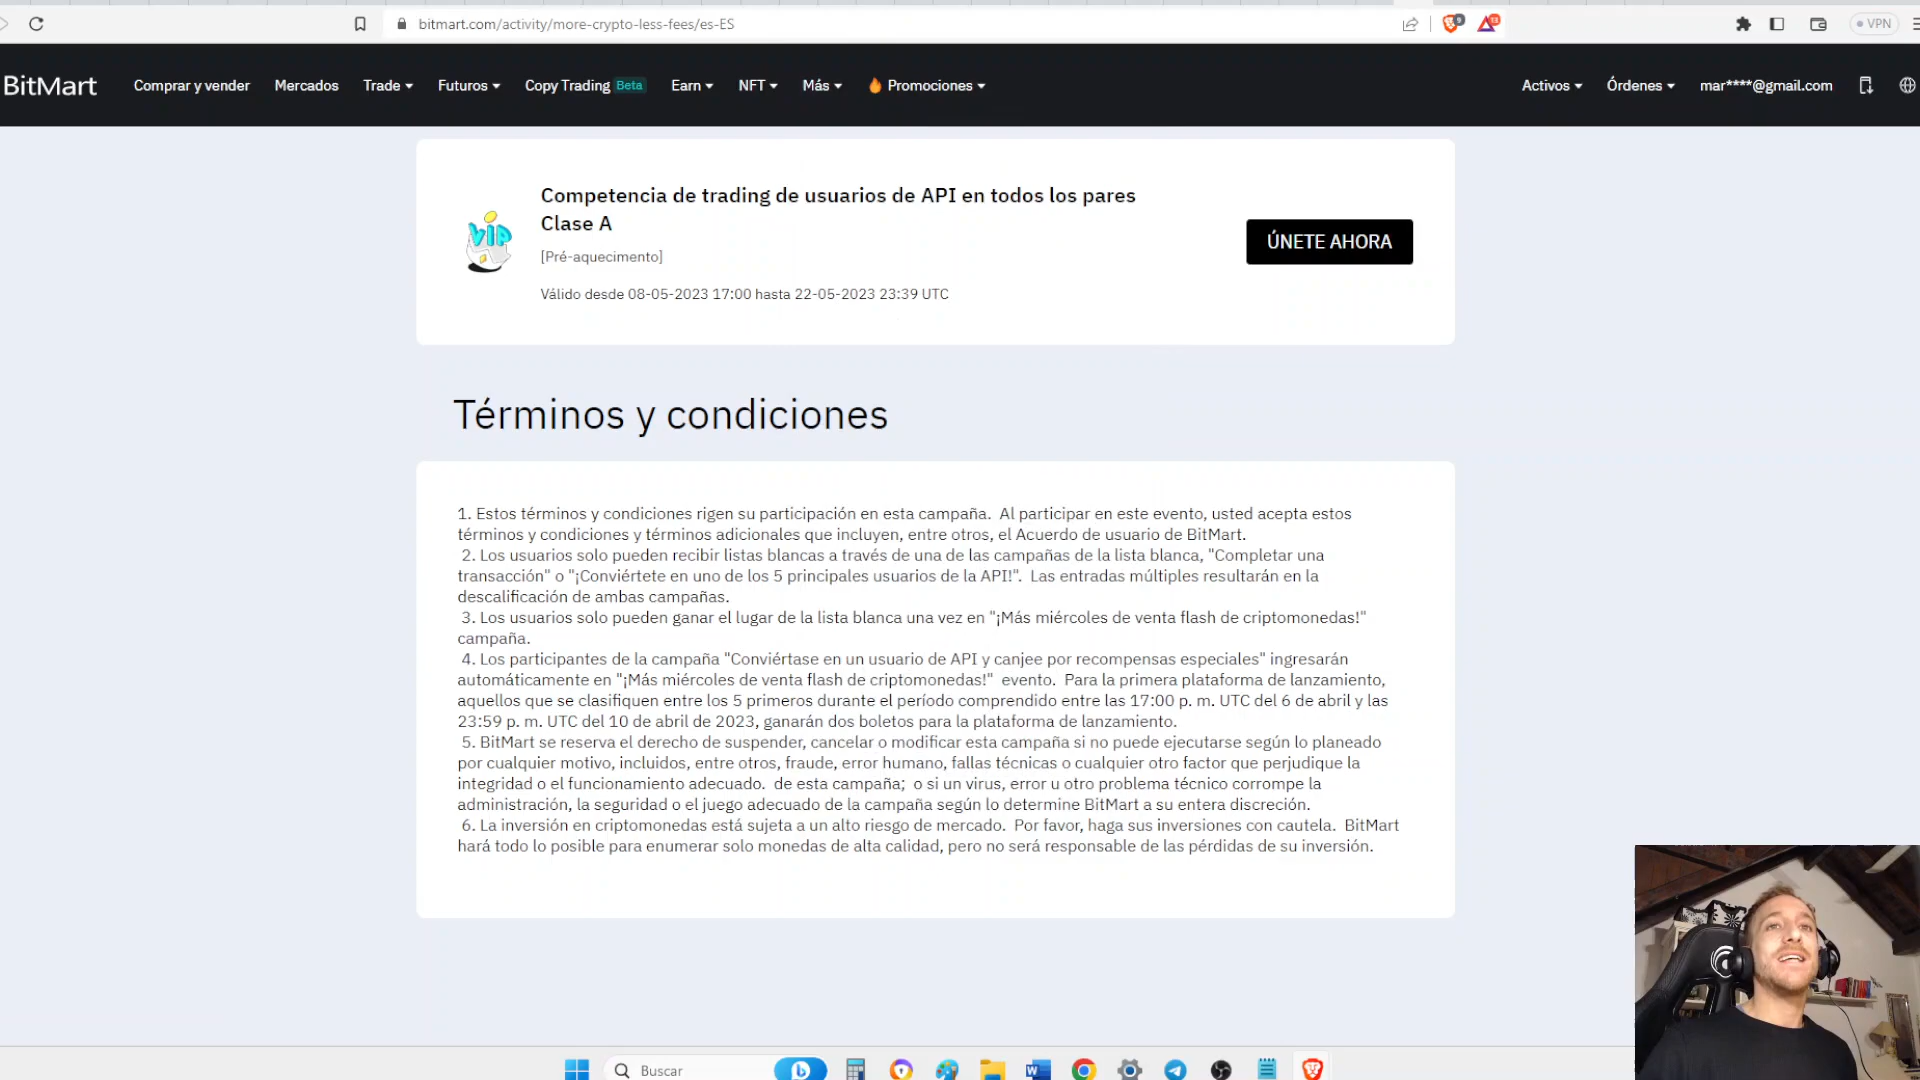 bitmart.com/activity/more-crypto-less-fees/es-ES
VPN
BitMart
Comprar y vender
Mercados
Trade
Futuros
Copy Trading Beta
Earn
NFT
Más
Promociones
Activos
Órdenes
mar****@gmail.com
Competencia de trading de usuarios de API en todos los pares
Clase A
[Pré-aquecimento]
Válido desde 08-05-2023 17:00 hasta 22-05-2023 23:39 UTC
VIP
ÚNETE AHORA
Términos y condiciones
1. Estos términos y condiciones rigen su participación en esta campaña. Al participar en este evento, usted acepta estos
términos y condiciones y términos adicionales que incluyen, entre otros, el Acuerdo de usuario de BitMart.
2. Los usuarios solo pueden recibir listas blancas a través de una de las campañas de la lista blanca, "Completar una
transacción" o "¡Conviértete en uno de los 5 principales usuarios de la API!". Las entradas múltiples resultarán en la
descalificación de ambas campañas.
3. Los usuarios solo pueden ganar el lugar de la lista blanca una vez en "¡Más miércoles de venta flash de criptomonedas!"
campaña.
4. Los participantes de la campaña "Conviértase en un usuario de API y canjee por recompensas especiales" ingresarán
automáticamente en "¡Más miércoles de venta flash de criptomonedas!" evento. Para la primera plataforma de lanzamiento,
aquellos que se clasifiquen entre los 5 primeros durante el período comprendido entre las 17:00 p. m. UTC del 6 de abril y las
23:59 p. m. UTC del 10 de abril de 2023, ganarán dos boletos para la plataforma de lanzamiento.
5. BitMart se reserva el derecho de suspender, cancelar o modificar esta campaña si no puede ejecutarse según lo planeado
por cualquier motivo, incluidos, entre otros, fraude, error humano, fallas técnicas o cualquier otro factor que perjudique la
integridad o el funcionamiento adecuado. de esta campaña; o si un virus, error u otro problema técnico corrompe la
administración, la seguridad o el juego adecuado de la campaña según lo determine BitMart a su entera discreción.
6. La inversión en criptomonedas está sujeta a un alto riesgo de mercado. Por favor, haga sus inversiones con cautela. BitMart
hará todo lo posible para enumerar solo monedas de alta calidad, pero no será responsable de las pérdidas de su inversión.
Buscar